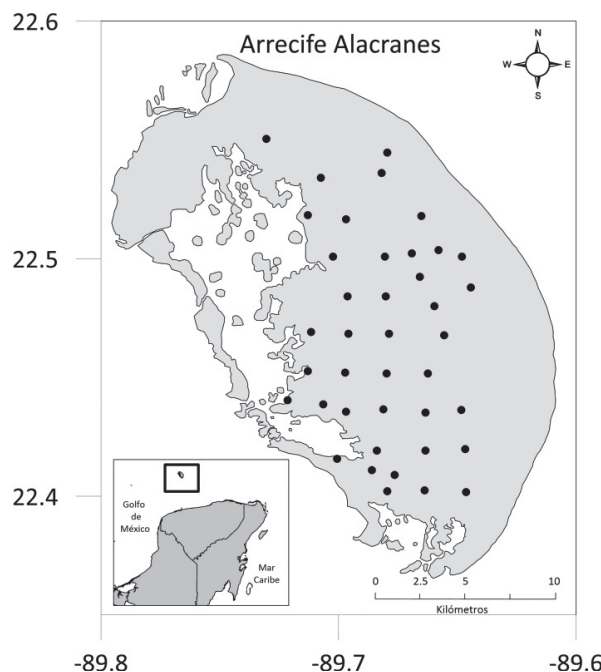 22.6
Arrecife Alacranes
N
W E
S
22.5
22.4
Golfo
de
México
Mar
Caribe
0 2.5 5 10
Kilómetros
-89.8 -89.7 -89.6